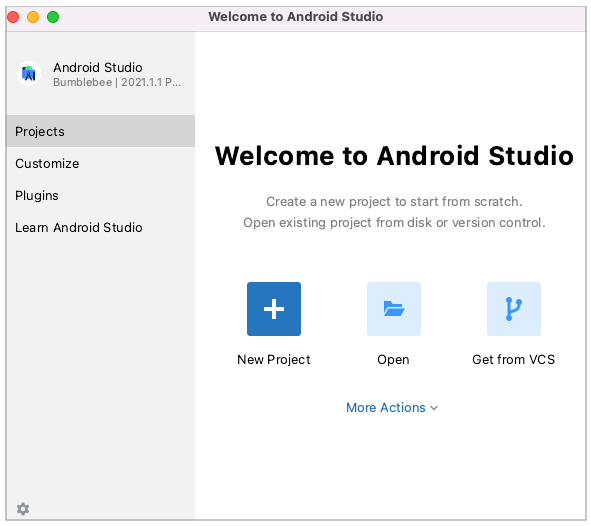 Welcome to Android Studio
Android Studio
Bumblebee | 2021.1.1 P...
Projects
Customize
Plugins
Learn Android Studio
Welcome to Android Studio
Create a new project to start from scratch.
Open existing project from disk or version control.
New Project
Open
Get from VCS
More Actions